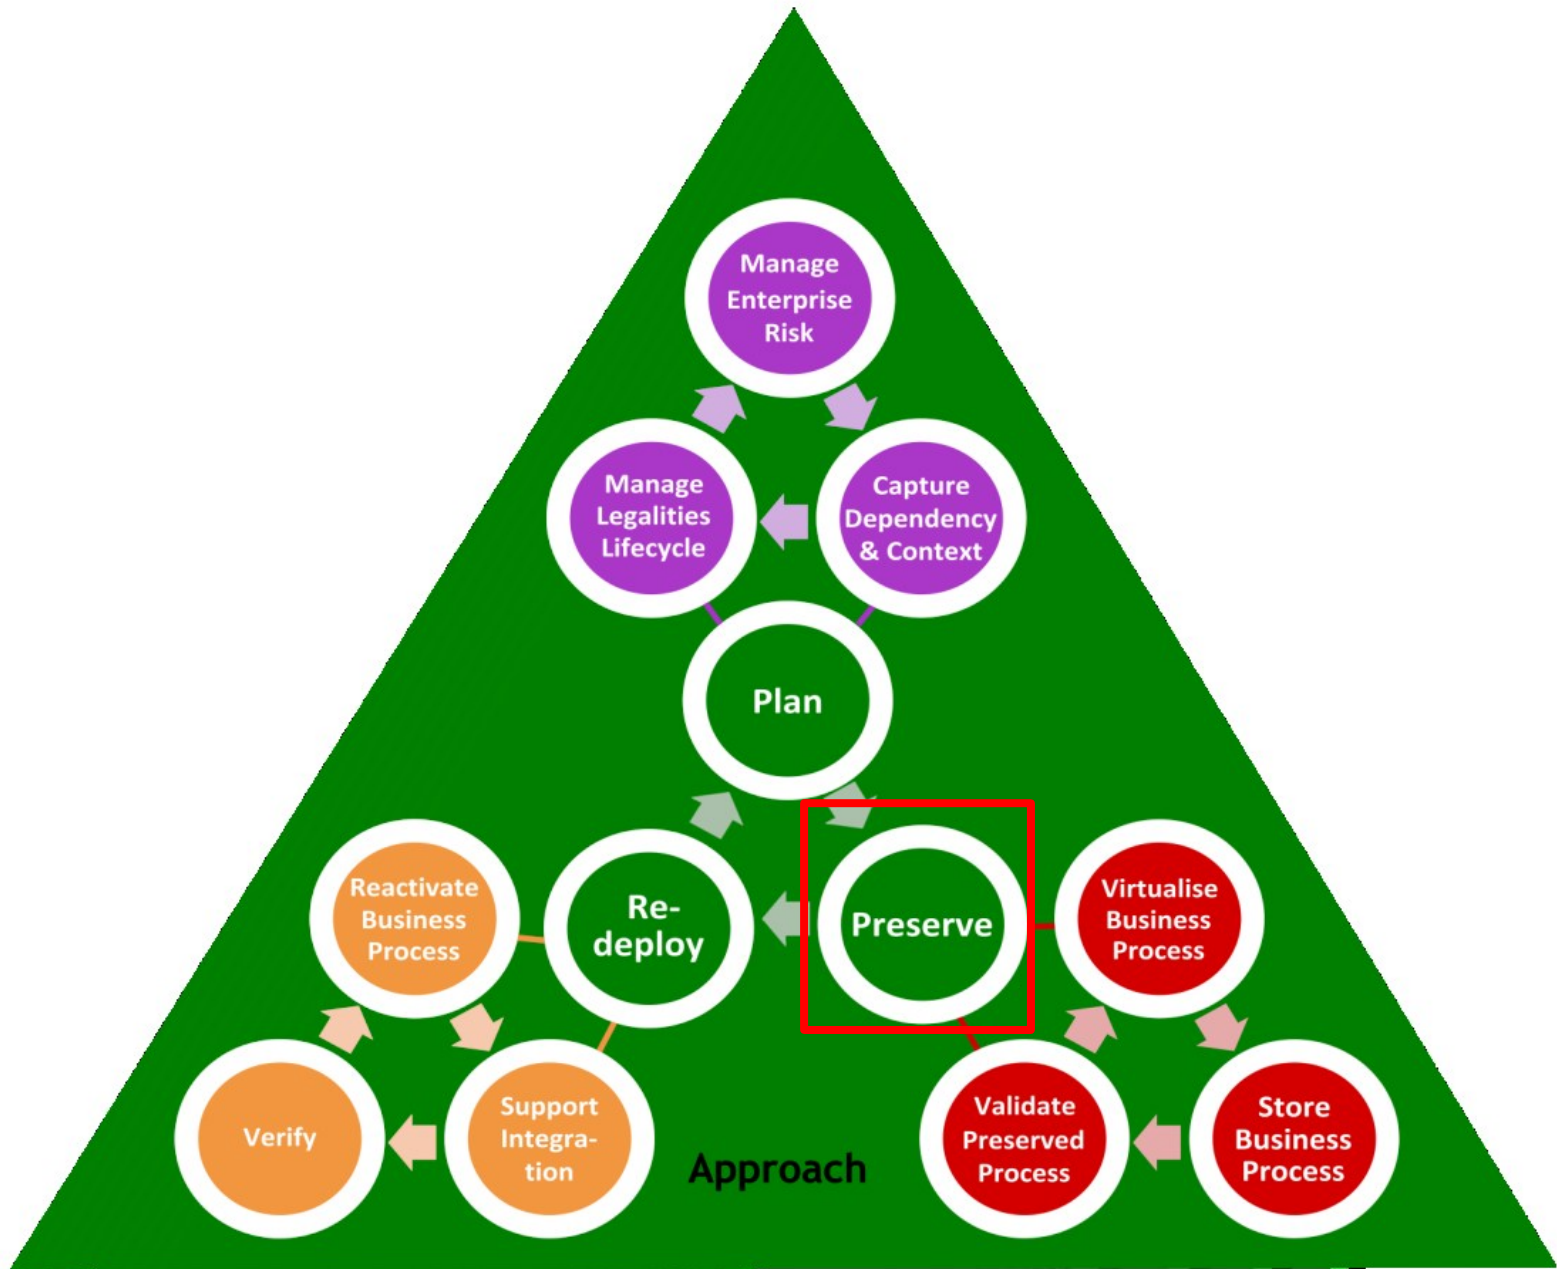 Manage
Enterprise
Risk
Manage
Legalities
Lifecycle
Capture
Dependency
& Context
Plan
Reactivate
Business
Process
Re-
deploy
Preserve
Virtualise
Business
Process
Verify
Support
Integra-
tion
Approach
Validate
Preserved
Process
Store
Business
Process